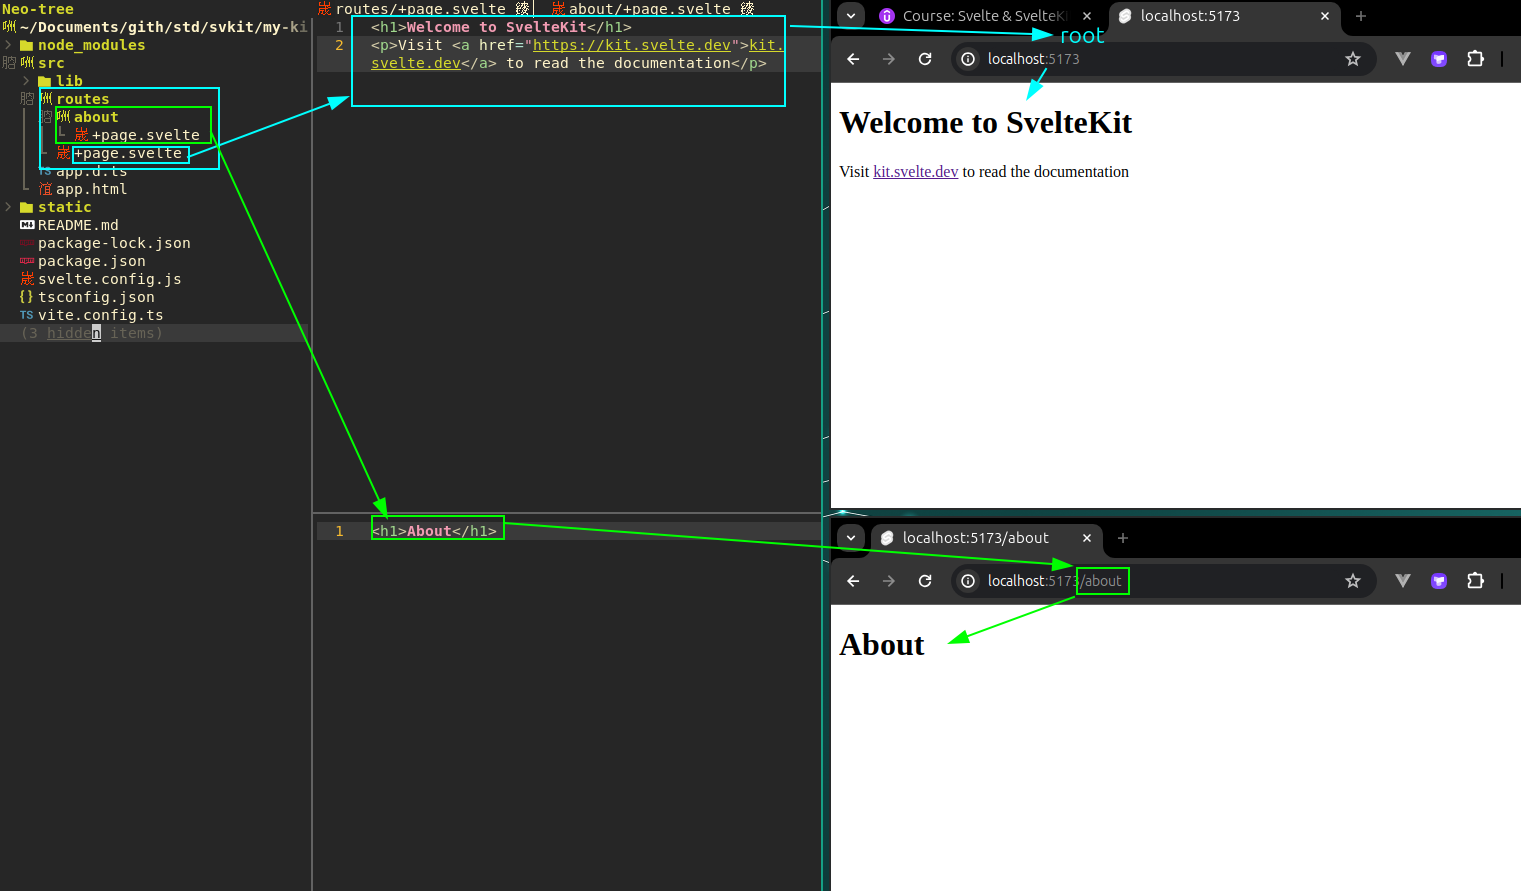 Neo-tree
~/Documents/gith/std/svkit/my-ki
node_modules
src
lib
routes
about
+page.svelte
+page.svelte
TS app.d.ts
app.html
static
README.md
package-lock.json
package.json
svelte.config.js
{} tsconfig.json
TS vite.config.ts
(3 hidden items)
routes/+page.svelte
about/+page.svelte
1 <h1>Welcome to SvelteKit</h1>
2 <p>Visit <a href="https://kit.svelte.dev">kit.
svelte.dev</a> to read the documentation</p>
1 <h1>About</h1>
Course: Svelte & SvelteKi
localhost:5173
root
localhost:5173
Welcome to SvelteKit
Visit kit.svelte.dev to read the documentation
localhost:5173/about
localhost:5173/about
About